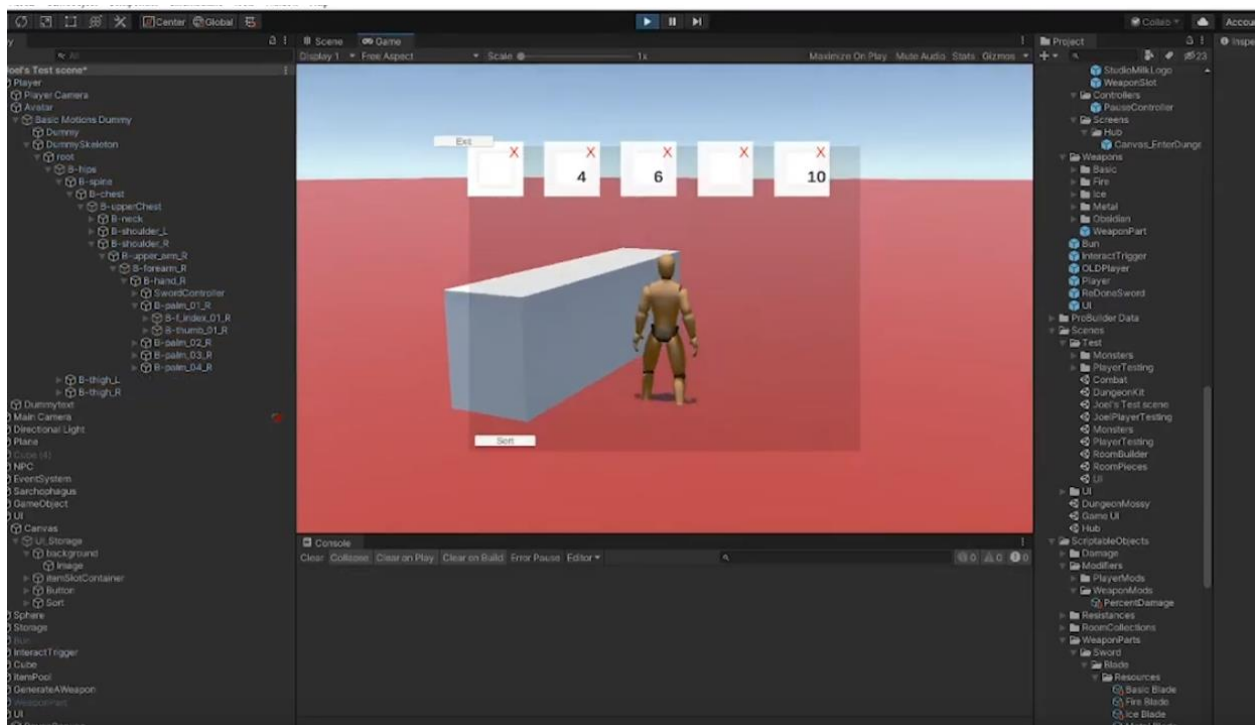 Center Global
Collab
Accou
Scene Game
Display 1 Free Aspect Scale 1x Maximize On Play Mute Audio Stats Gizmos
Joel's Test scene*
Player
Player Camera
Avatar
Basic Motions Dummy
Dummy
DummySkeleton
root
B-hips
B-spine
B-chest
B-upperChest
B-neck
B-shoulder_L
B-shoulder_R
B-upper_arm_R
B-forearm_R
B-hand_R
SwordController
B-palm_01_R
B-f_index_01_R
B-thumb_01_R
B-palm_02_R
B-palm_03_R
B-palm_04_R
B-thigh_L
B-thigh_R
Dummytext
Main Camera
Directional Light
Plane
Cube (4)
NPC
EventSystem
Sarchophagus
GameObject
UI
Canvas
UI_Storage
background
Image
itemSlotContainer
Button
Sort
Sphere
Storage
Bun
InteractTrigger
Cube
ItemPool
GenerateAWeapon
WeaponPart
UI
Exit
X X X X X
4 6 10
Sort
Console
Clear Collapse Clear on Play Clear on Build Error Pause Editor
0 0 0
Project
Inspe
23
StudioMilkLogo
WeaponSlot
Controllers
PauseController
Screens
Hub
Canvas_EnterDunge
Weapons
Basic
Fire
Ice
Metal
Obsidian
WeaponPart
Bun
InteractTrigger
OLDPlayer
Player
ReDoneSword
UI
ProBuilder Data
Scenes
Test
Monsters
PlayerTesting
Combat
DungeonKit
Joel's Test scene
JoelPlayerTesting
Monsters
PlayerTesting
RoomBuilder
RoomPieces
UI
UI
DungeonMossy
Game UI
Hub
ScriptableObjects
Damage
Modifiers
PlayerMods
WeaponMods
PercentDamage
Resistances
RoomCollections
WeaponParts
Sword
Blade
Resources
Basic Blade
Fire Blade
Ice Blade